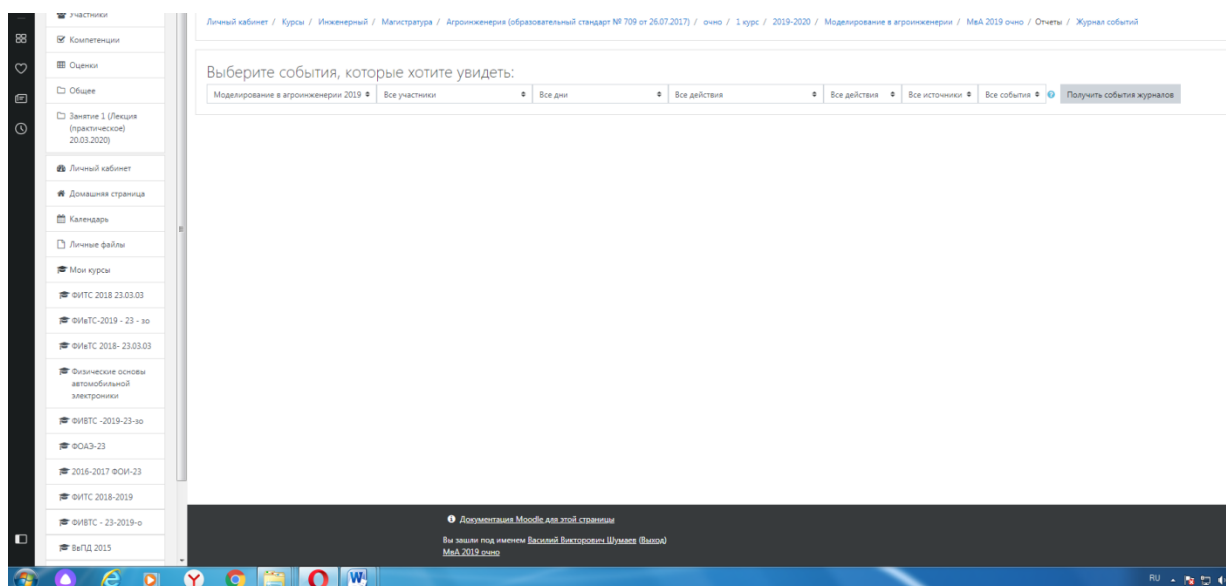 Участники
Компетенции
Оценки
Общее
Занятие 1 (Лекция
(практическое)
20.03.2020)
Личный кабинет
Домашняя страница
Календарь
Личные файлы
Мои курсы
ФИТС 2018 23.03.03
ФИвТС-2019 - 23 - зо
ФИвТС 2018- 23.03.03
Физические основы
автомобильной
электроники
ФИВТС -2019-23-зо
ФОАЭ-23
2016-2017 ФОИ-23
ФИТС 2018-2019
ФИВТС - 23-2019-о
ВеПД 2015
Личный кабинет / Курсы / Инженерный / Магистратура / Агроинженерия (образовательный стандарт № 709 от 26.07.2017) / очно / 1 курс / 2019-2020 / Моделирование в агроинженерии / МвА 2019 очно / Отчеты / Журнал событий
Выберите события, которые хотите увидеть:
Моделирование в агроинженерии 2019 Все участники Все дни Все действия Все действия Все источники Все события Получить события журналов
Документация Moodle для этой страницы
Вы зашли под именем Василий Викторович Шумаев (Выход)
МвА 2019 очно
RU